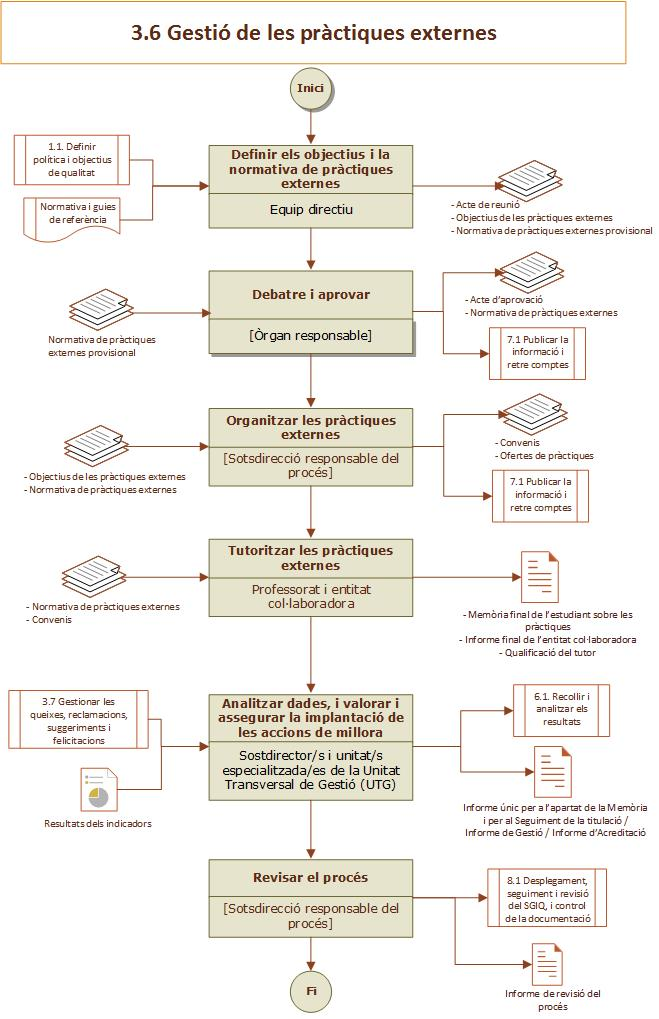 3.6 Gestió de les pràctiques externes
Inici
1.1. Definir
política i objectius
de qualitat
Normativa i guies
de referència
Definir els objectius i la
normativa de pràctiques
externes
Equip directiu
- Acte de reunió
- Objectius de les pràctiques externes
- Normativa de pràctiques externes provisional
Normativa de pràctiques
externes provisional
Debatre i aprovar
[Òrgan responsable]
- Acte d'aprovació
- Normativa de pràctiques externes
7.1 Publicar la
informació i
retre comptes
- Objectius de les pràctiques externes
- Normativa de pràctiques externes
Organitzar les pràctiques
externes
[Sotsdirecció responsable del
procés]
- Convenis
- Ofertes de pràctiques
7.1 Publicar la
informació i
retre comptes
- Normativa de pràctiques externes
- Convenis
Tutoritzar les pràctiques
externes
Professorat i entitat
col·laboradora
- Memòria final de l'estudiant sobre les
pràctiques
- Informe final de l'entitat col·laboradora
- Qualificació del tutor
3.7 Gestionar les
queixes, reclamacions,
suggeriments i
felicitacions
Resultats dels indicadors
Analitzar dades, i valorar i
assegurar la implantació de
les accions de millora
Sostdirector/s i unitat/s
especialitzada/es de la Unitat
Transversal de Gestió (UTG)
6.1. Recollir i
analitzar els
resultats
Informe únic per a l'apartat de la Memòria
i per al Seguiment de la titulació /
Informe de Gestió / Informe d'Acreditació
Revisar el procés
[Sotsdirecció responsable del
procés]
8.1 Desplegament,
seguiment i revisió
del SGIQ, i control
de la documentació
Informe de revisió del
procés
Fi